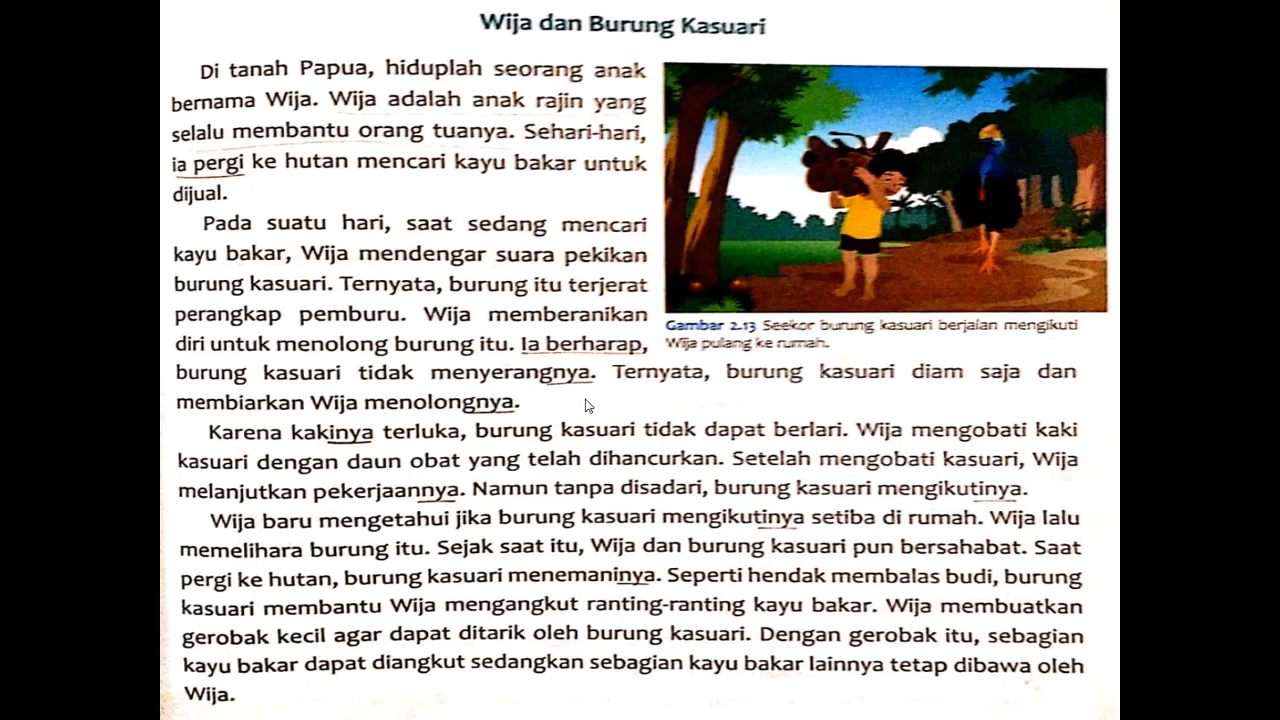 Wija dan Burung Kasuari
Di tanah Papua, hiduplah seorang anak
bernama Wija. Wija adalah anak rajin yang
selalu membantu orang tuanya. Sehari-hari,
ia pergi ke hutan mencari kayu bakar untuk
dijual.
Pada suatu hari, saat sedang mencari
kayu bakar, Wija mendengar suara pekikan
burung kasuari. Ternyata, burung itu terjerat
perangkap pemburu. Wija memberanikan
diri untuk menolong burung itu. Ia berharap,
burung kasuari tidak menyerangnya. Ternyata, burung kasuari diam saja dan
membiarkan Wija menolongnya.
Gambar 2.13 Seekor burung kasuari berjalan mengikuti
Wija pulang ke rumah.
Karena kakinya terluka, burung kasuari tidak dapat berlari. Wija mengobati kaki
kasuari dengan daun obat yang telah dihancurkan. Setelah mengobati kasuari, Wija
melanjutkan pekerjaannya. Namun tanpa disadari, burung kasuari mengikutinya.
Wija baru mengetahui jika burung kasuari mengikutinya setiba di rumah. Wija lalu
memelihara burung itu. Sejak saat itu, Wija dan burung kasuari pun bersahabat. Saat
pergi ke hutan, burung kasuari menemaninya. Seperti hendak membalas budi, burung
kasuari membantu Wija mengangkut ranting-ranting kayu bakar. Wija membuatkan
gerobak kecil agar dapat ditarik oleh burung kasuari. Dengan gerobak itu, sebagian
kayu bakar dapat diangkut sedangkan sebagian kayu bakar lainnya tetap dibawa oleh
Wija.